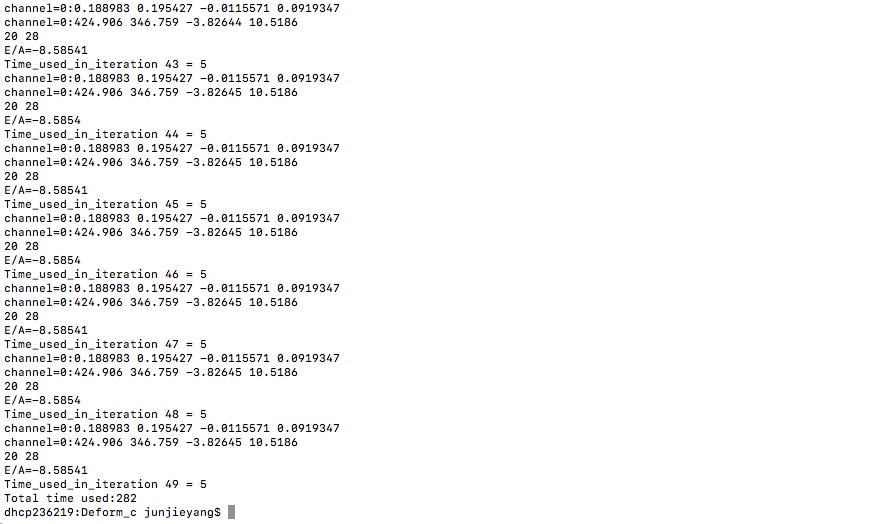 channel=0:0.188983 0.195427 -0.0115571 0.0919347
channel=0:424.906 346.759 -3.82644 10.5186
20 28
E/A=-8.58541
Time_used_in_iteration 43 = 5
channel=0:0.188983 0.195427 -0.0115571 0.0919347
channel=0:424.906 346.759 -3.82645 10.5186
20 28
E/A=-8.5854
Time_used_in_iteration 44 = 5
channel=0:0.188983 0.195427 -0.0115571 0.0919347
channel=0:424.906 346.759 -3.82645 10.5186
20 28
E/A=-8.58541
Time_used_in_iteration 45 = 5
channel=0:0.188983 0.195427 -0.0115571 0.0919347
channel=0:424.906 346.759 -3.82645 10.5186
20 28
E/A=-8.5854
Time_used_in_iteration 46 = 5
channel=0:0.188983 0.195427 -0.0115571 0.0919347
channel=0:424.906 346.759 -3.82645 10.5186
20 28
E/A=-8.58541
Time_used_in_iteration 47 = 5
channel=0:0.188983 0.195427 -0.0115571 0.0919347
channel=0:424.906 346.759 -3.82645 10.5186
20 28
E/A=-8.5854
Time_used_in_iteration 48 = 5
channel=0:0.188983 0.195427 -0.0115571 0.0919347
channel=0:424.906 346.759 -3.82645 10.5186
20 28
E/A=-8.58541
Time_used_in_iteration 49 = 5
Total time used:282
dhcp236219:Deform_c junjieyang$